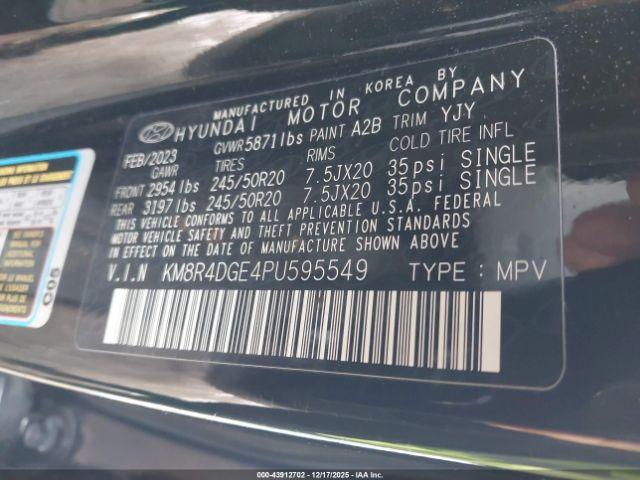 MANUFACTURED IN KOREA BY
HYUNDAI MOTOR COMPANY
FEB/2023 GVWR 5871 lbs PAINT A2B TRIM YJY
GAWR TIRES RIMS COLD TIRE INFL
FRONT 2954 lbs 245/50R20 7.5JX20 35psi SINGLE
REAR 3197 lbs 245/50R20 7.5JX20 35psi SINGLE
THIS VEHICLE CONFORMS TO ALL APPLICABLE U.S.A. FEDERAL
MOTOR VEHICLE SAFETY AND THEFT PREVENTION STANDARDS
IN EFFECT ON THE DATE OF MANUFACTURE SHOWN ABOVE
V.I.N KM8R4DGE4PU595549 TYPE : MPV
C05
000-43912702 - 12/17/2025 - IAA Inc.